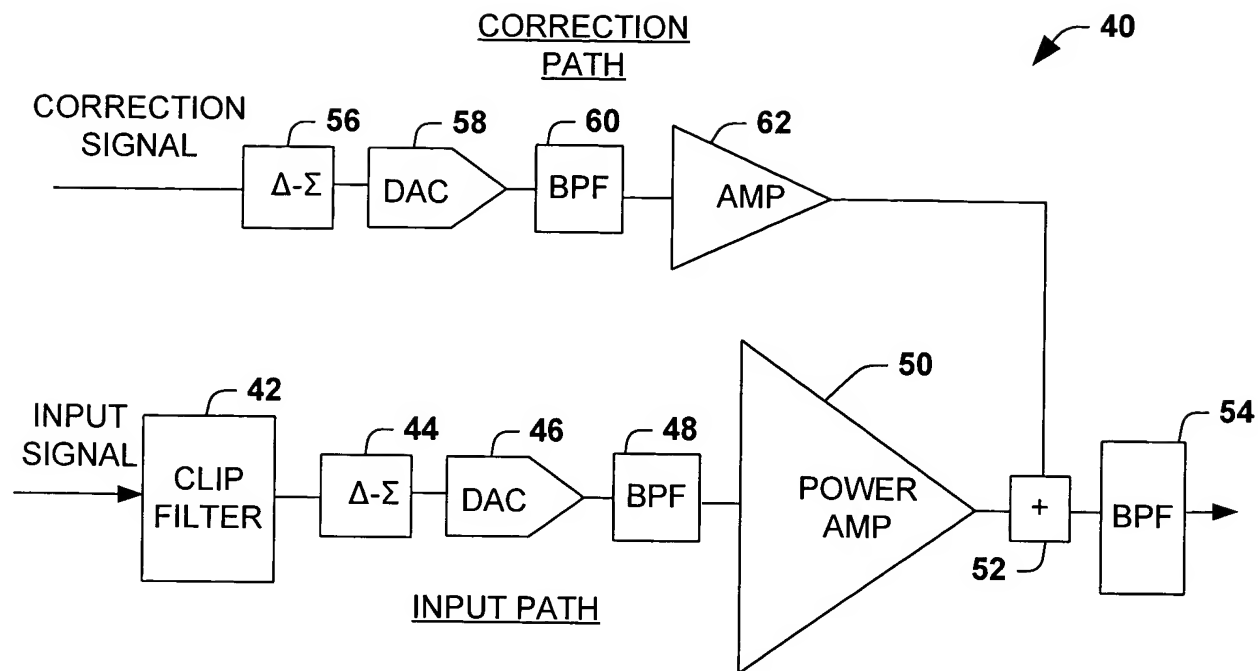 CORRECTION
PATH
40
CORRECTION
SIGNAL
56
58
60
62
Δ-Σ
DAC
BPF
AMP
INPUT
SIGNAL
42
44
46
48
50
54
CLIP
FILTER
Δ-Σ
DAC
BPF
POWER
AMP
+
BPF
52
INPUT PATH